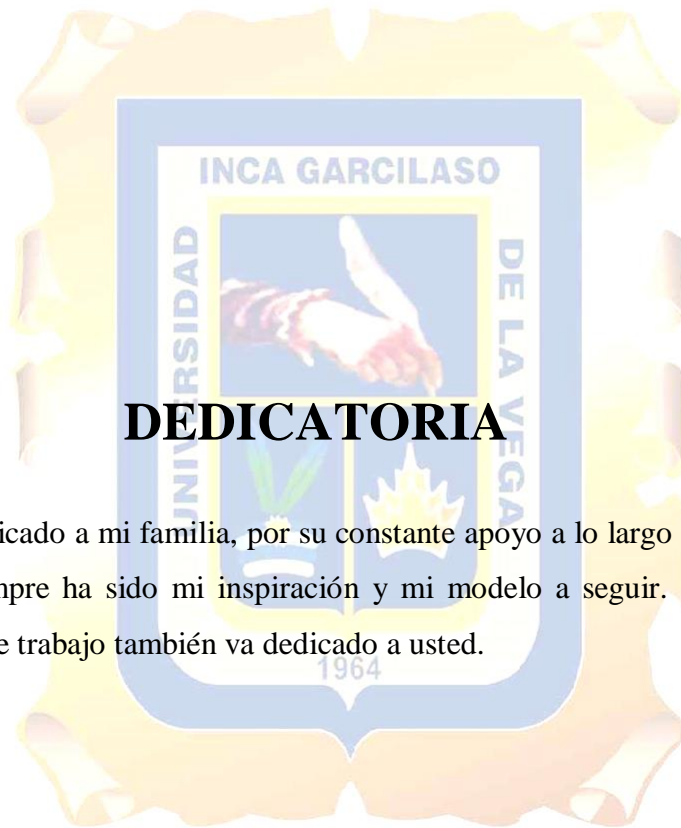 INCA GARCILASO
UNIVERSIDAD
DE LA VEGA
DEDICATORIA
icado a mi familia, por su constante apoyo a lo largo
mpre ha sido mi inspiración y mi modelo a seguir.
e trabajo también va dedicado a usted.
1964